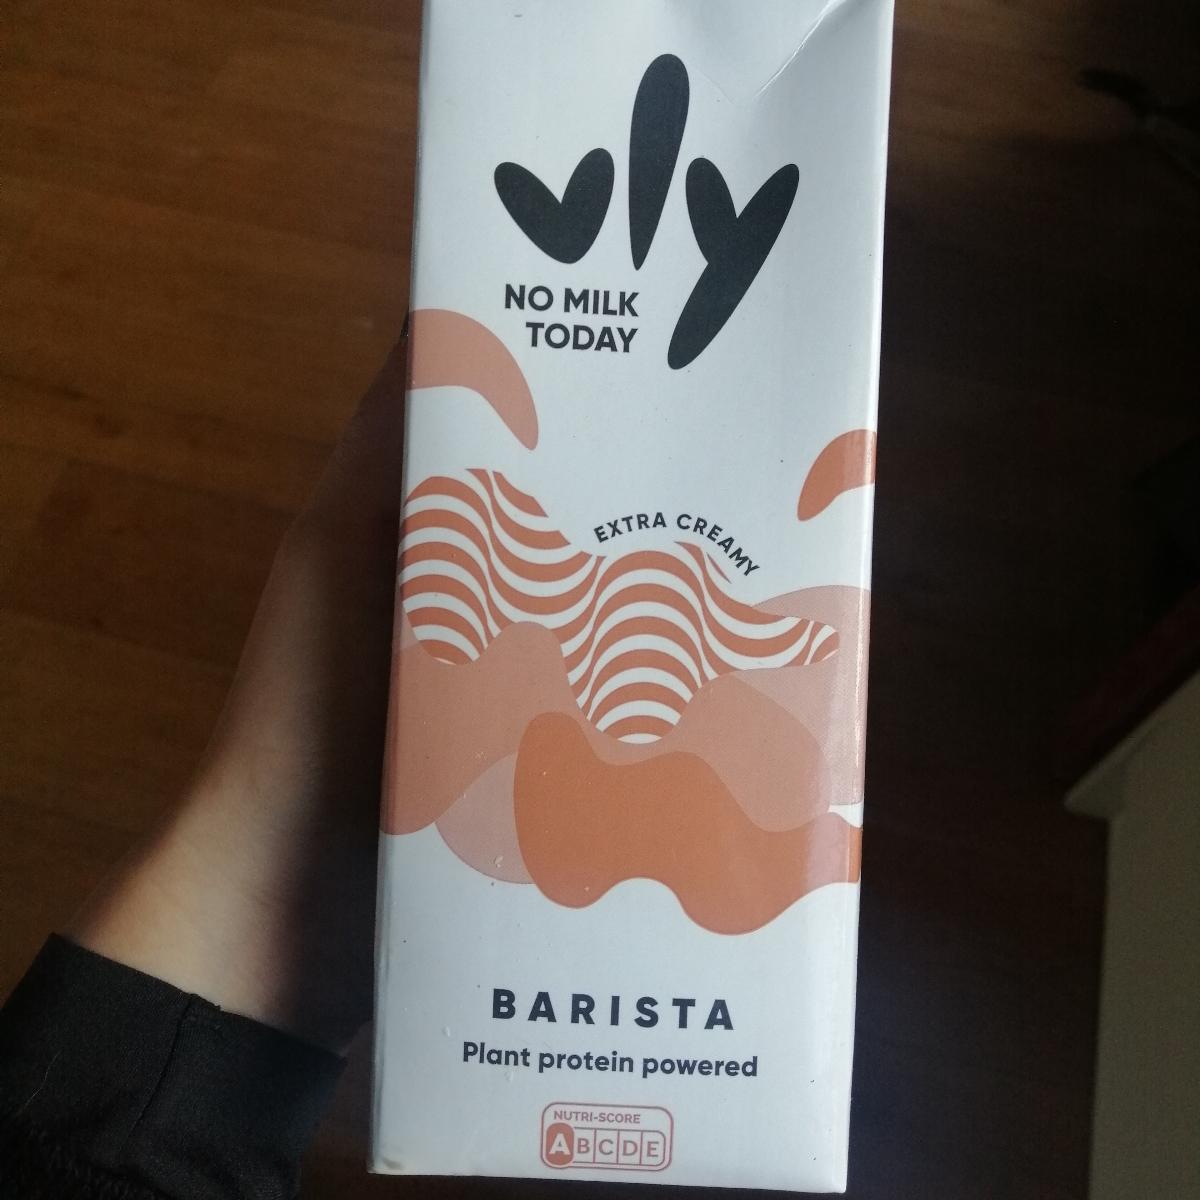 vly
NO MILK
TODAY
EXTRA CREAMY
BARISTA
Plant protein powered
NUTRI-SCORE
ABCDE